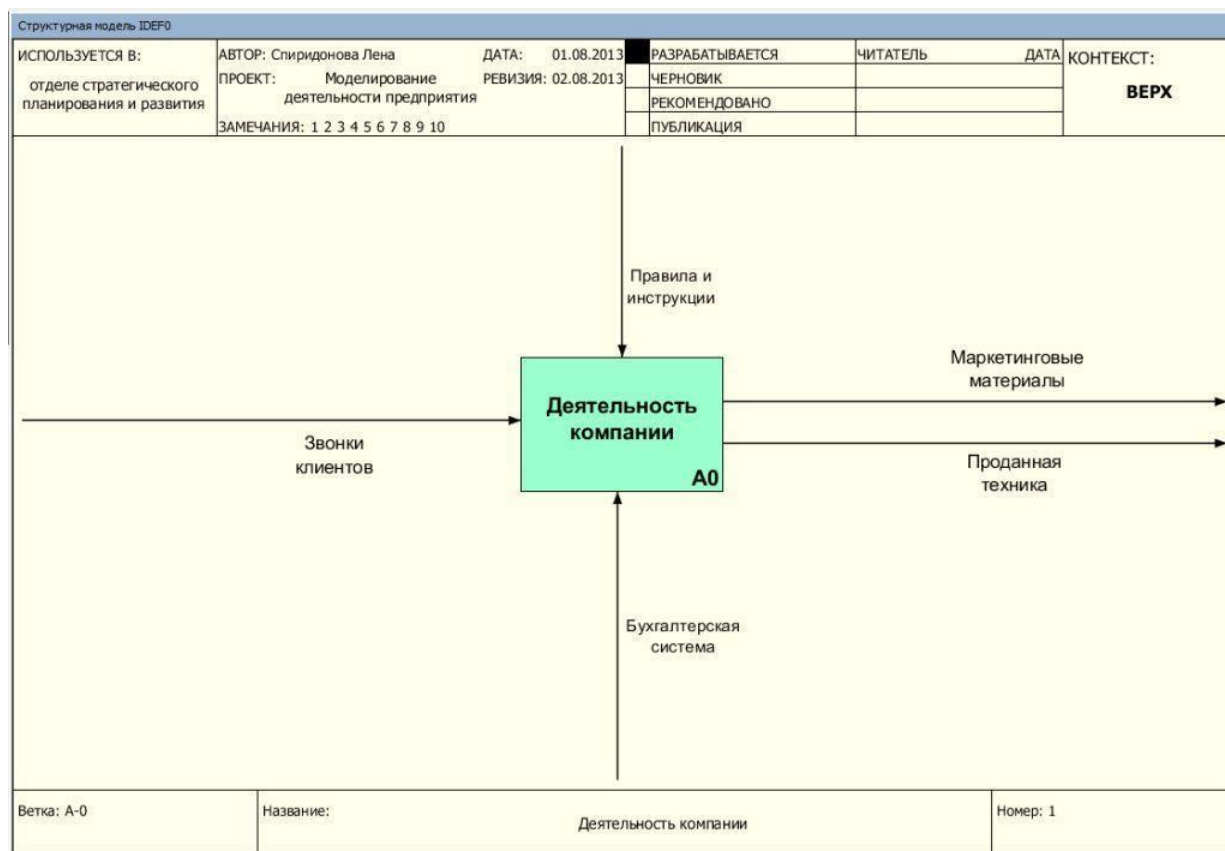 Структурная модель IDEF0
ИСПОЛЬЗУЕТСЯ В:
отделе стратегического
планирования и развития
АВТОР: Спиридонова Лена ДАТА: 01.08.2013
ПРОЕКТ: Моделирование РЕВИЗИЯ: 02.08.2013
деятельности предприятия
ЗАМЕЧАНИЯ: 1 2 3 4 5 6 7 8 9 10
РАЗРАБАТЫВАЕТСЯ
ЧЕРНОВИК
РЕКОМЕНДОВАНО
ПУБЛИКАЦИЯ
ЧИТАТЕЛЬ ДАТА
КОНТЕКСТ:
ВЕРХ
Правила и
инструкции
Маркетинговые
материалы
Деятельность
компании
A0
Звонки
клиентов
Проданная
техника
Бухгалтерская
система
Ветка: A-0
Название:
Деятельность компании
Номер: 1